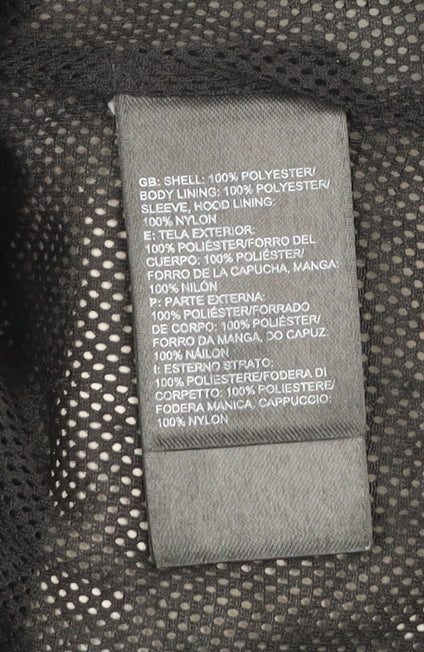 GB: SHELL: 100% POLYESTER/
BODY LINING: 100% POLYESTER/
SLEEVE, HOOD LINING:
100% NYLON
E: TELA EXTERIOR:
100% POLIÉSTER/FORRO DEL
CUERPO: 100% POLIÉSTER/
FORRO DE LA CAPUCHA, MANGA:
100% NILÓN
P: PARTE EXTERNA:
100% POLIÉSTER/FORRADO
DE CORPO: 100% POLIÉSTER/
FORRO DA MANGA, DO CAPUZ:
100% NÁILON
I: ESTERNO STRATO:
100% POLIESTERE/FODERA DI
CORPETTO: 100% POLIESTERE/
FODERA MANICA, CAPPUCCIO:
100% NYLON